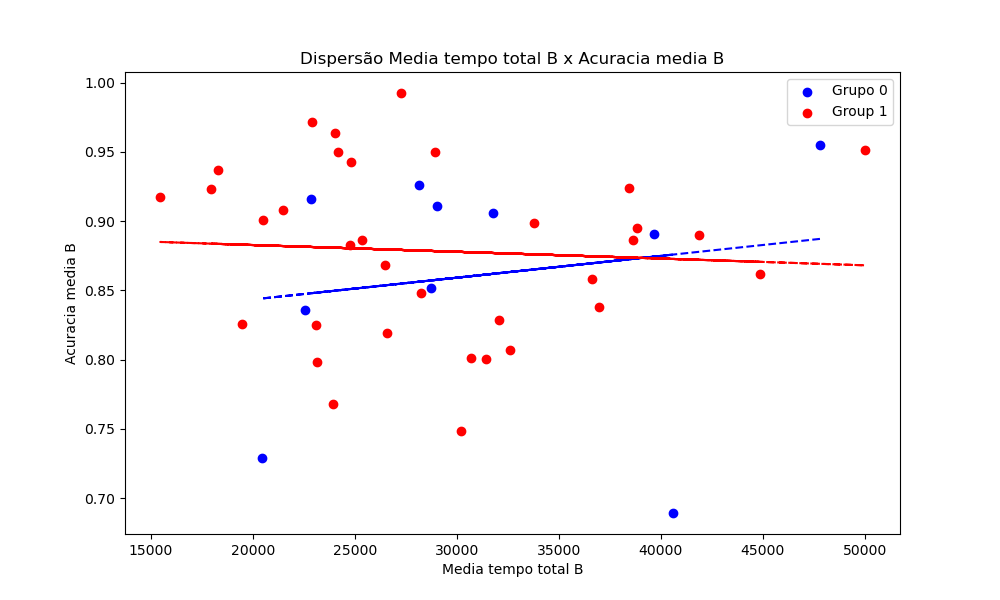 Dispersão Media tempo total B x Acuracia media B
Grupo 0
Group 1
Acuracia media B
1.00
0.95
0.90
0.85
0.80
0.75
0.70
15000 20000 25000 30000 35000 40000 45000 50000
Media tempo total B